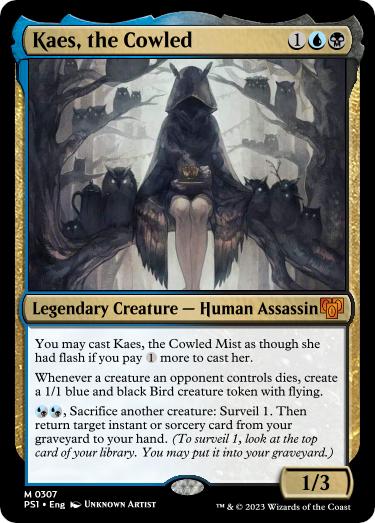 Kaes, the Cowled 1
Legendary Creature — Human Assassin
You may cast Kaes, the Cowled Mist as though she
had flash if you pay 1 more to cast her.
Whenever a creature an opponent controls dies, create
a 1/1 blue and black Bird creature token with flying.
, Sacrifice another creature: Surveil 1. Then
return target instant or sorcery card from your
graveyard to your hand. (To surveil 1, look at the top
card of your library. You may put it into your graveyard.)
1/3
M 0307
PS1 • Eng Unknown Artist
™ & © 2023 Wizards of the Coast